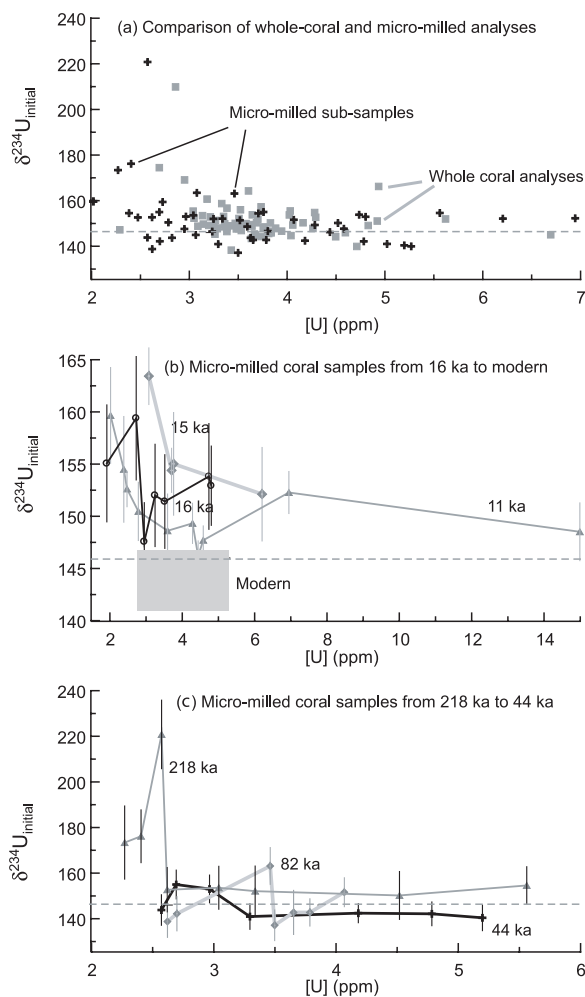 (a) Comparison of whole-coral and micro-milled analyses
δ²³⁴U_initial
240
220
200
180
160
140
Micro-milled sub-samples
Whole coral analyses
2 3 4 5 6 7
[U] (ppm)
(b) Micro-milled coral samples from 16 ka to modern
δ²³⁴U_initial
165
160
155
150
145
140
15 ka
16 ka
11 ka
Modern
2 4 6 8 10 12 14
[U] (ppm)
(c) Micro-milled coral samples from 218 ka to 44 ka
δ²³⁴U_initial
240
220
200
180
160
140
218 ka
82 ka
44 ka
2 3 4 5 6
[U] (ppm)